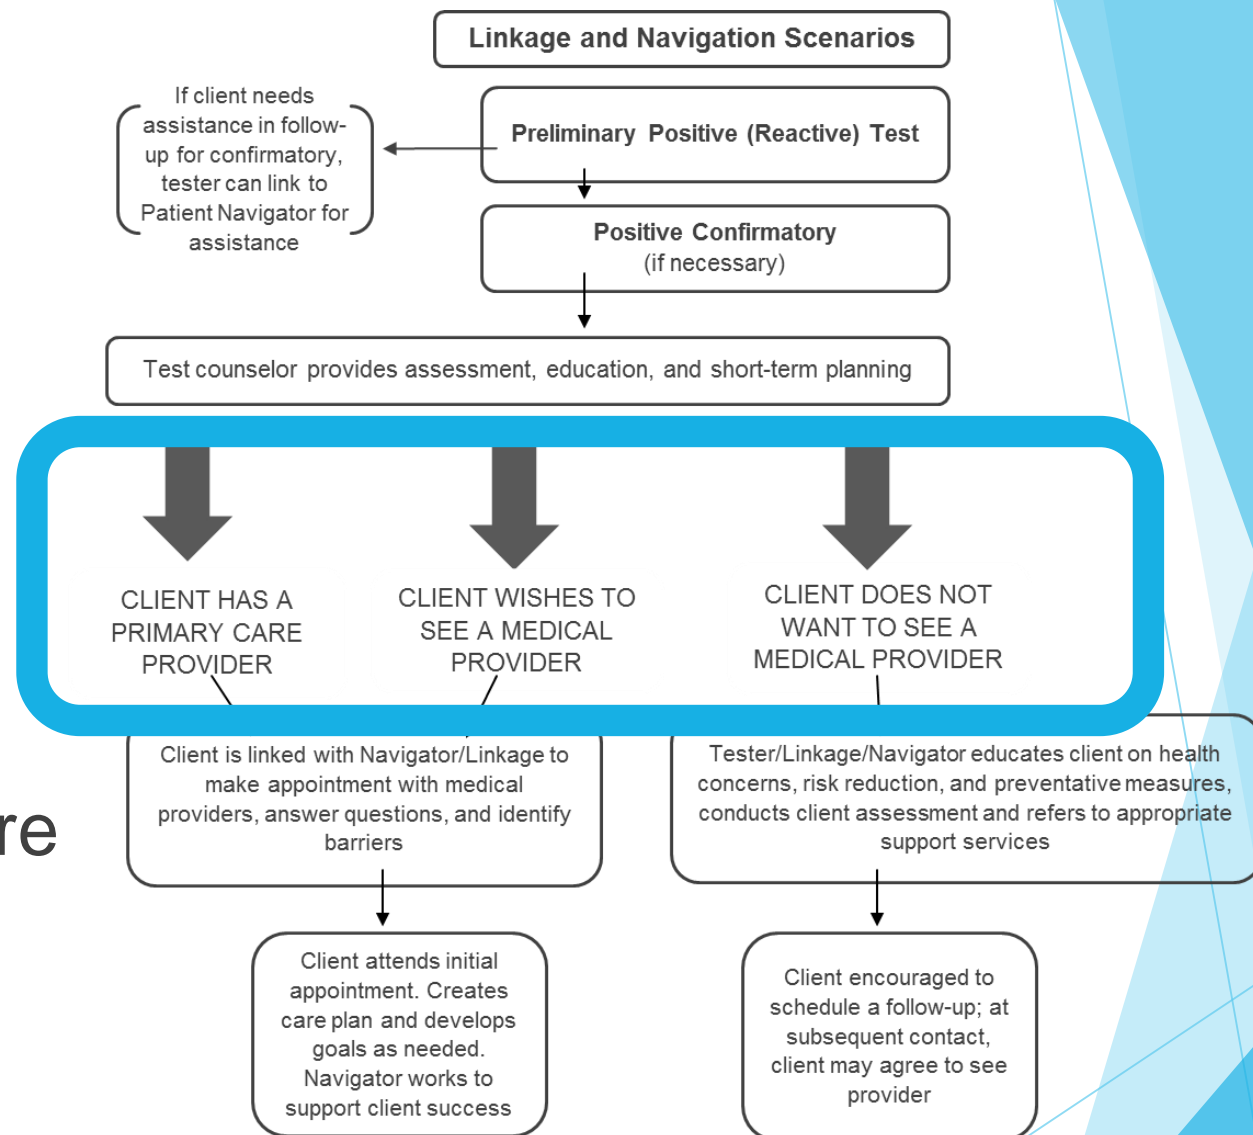 Linkage and Navigation Scenarios
If client needs
assistance in follow-
up for confirmatory,
tester can link to
Patient Navigator for
assistance
Preliminary Positive (Reactive) Test
Positive Confirmatory
(if necessary)
Test counselor provides assessment, education, and short-term planning
CLIENT HAS A
PRIMARY CARE
PROVIDER
CLIENT WISHES TO
SEE A MEDICAL
PROVIDER
CLIENT DOES NOT
WANT TO SEE A
MEDICAL PROVIDER
Client is linked with Navigator/Linkage to
make appointment with medical
providers, answer questions, and identify
barriers
Tester/Linkage/Navigator educates client on health
concerns, risk reduction, and preventative measures,
conducts client assessment and refers to appropriate
support services
re
Client attends initial
appointment. Creates
care plan and develops
goals as needed.
Navigator works to
support client success
Client encouraged to
schedule a follow-up; at
subsequent contact,
client may agree to see
provider